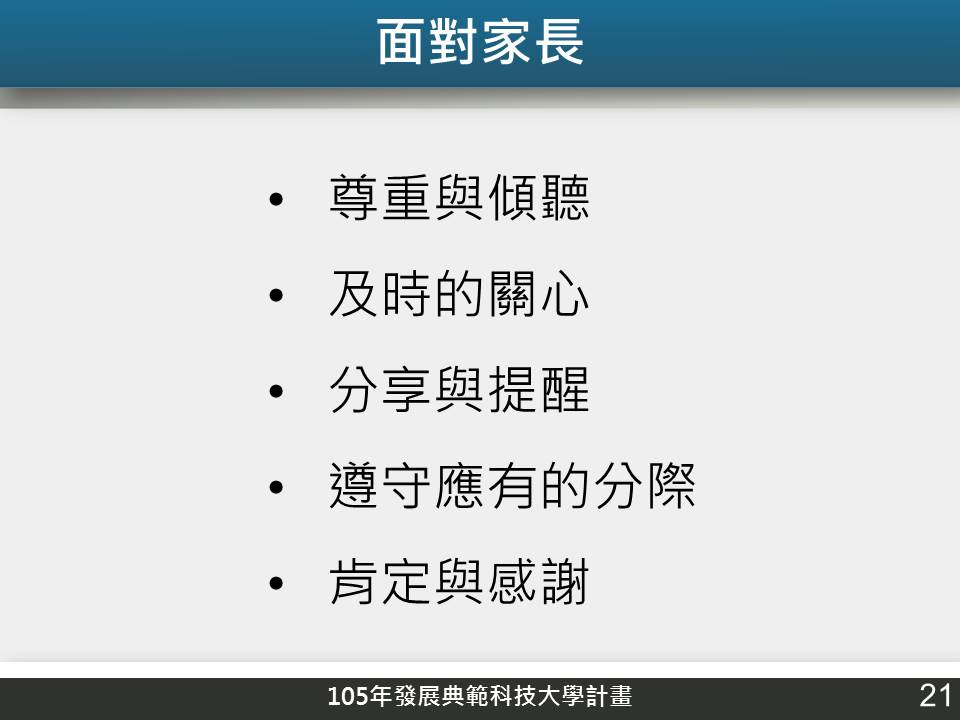 面對家長
• 尊重與傾聽
• 及時的關心
• 分享與提醒
• 遵守應有的分際
• 肯定與感謝
105年發展典範科技大學計畫
21